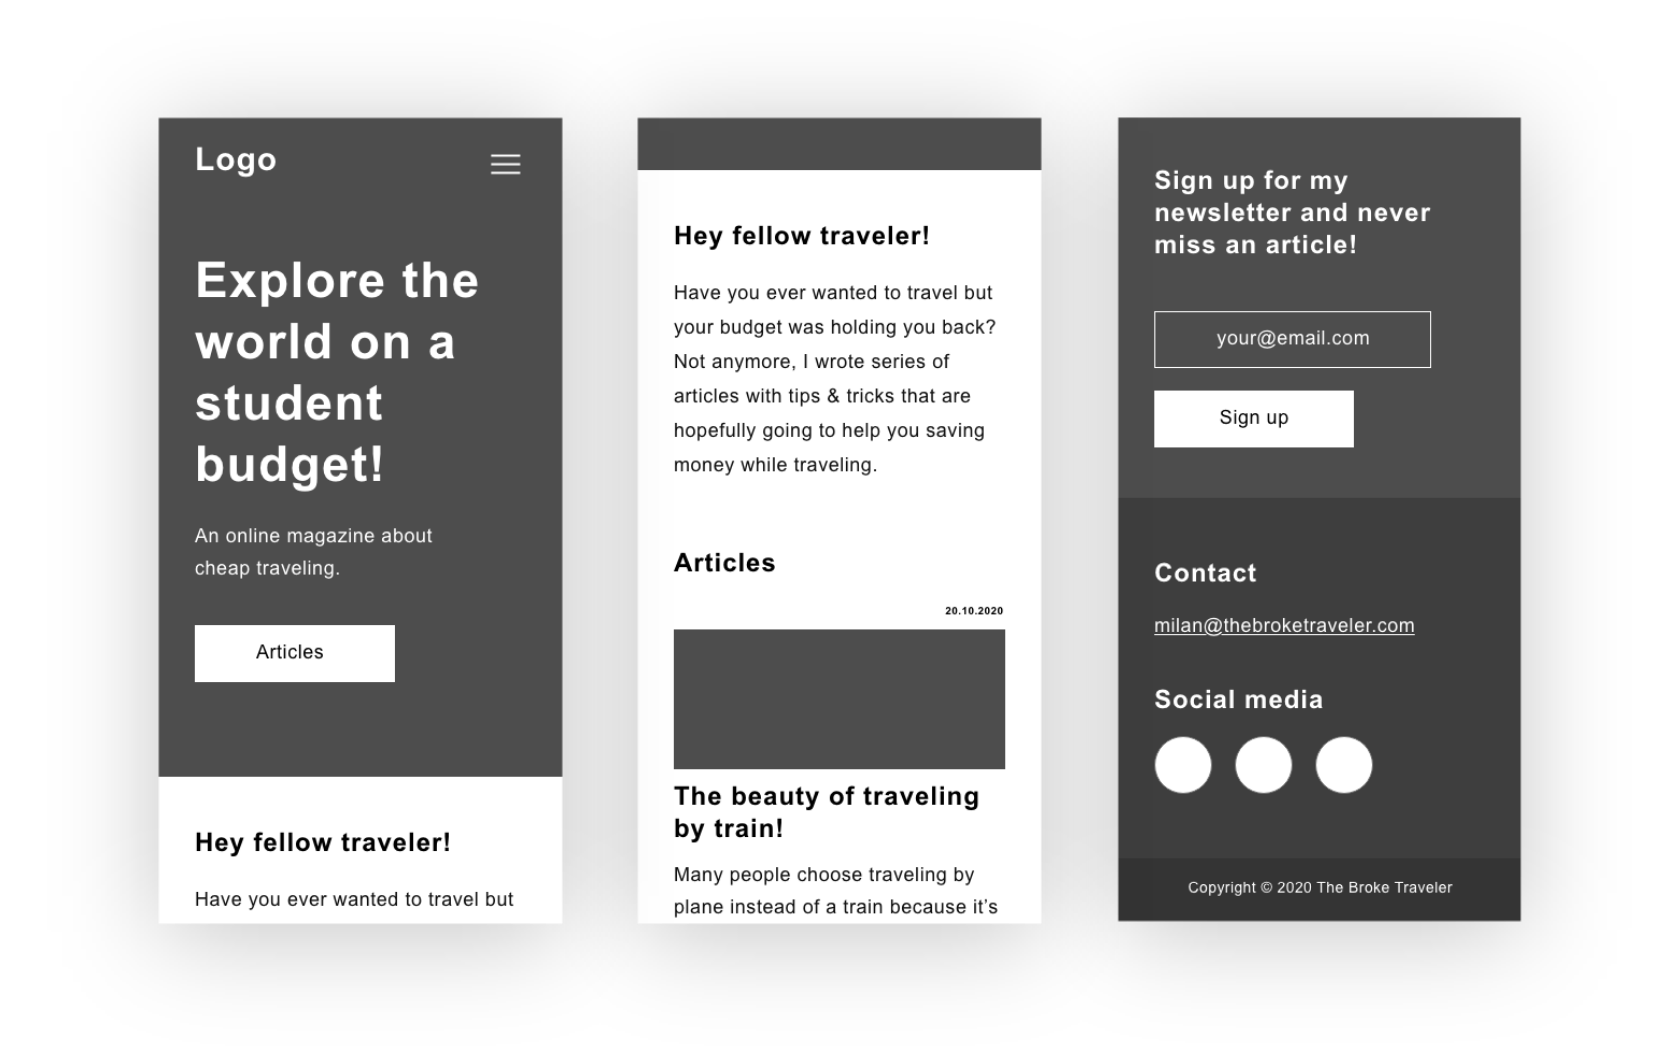 Logo
Explore the
world on a
student
budget!
An online magazine about
cheap traveling.
Articles
Hey fellow traveler!
Have you ever wanted to travel but
Hey fellow traveler!
Have you ever wanted to travel but
your budget was holding you back?
Not anymore, I wrote series of
articles with tips & tricks that are
hopefully going to help you saving
money while traveling.
Articles
20.10.2020
The beauty of traveling
by train!
Many people choose traveling by
plane instead of a train because it’s
Sign up for my
newsletter and never
miss an article!
your@email.com
Sign up
Contact
milan@thebroketraveler.com
Social media
Copyright © 2020 The Broke Traveler